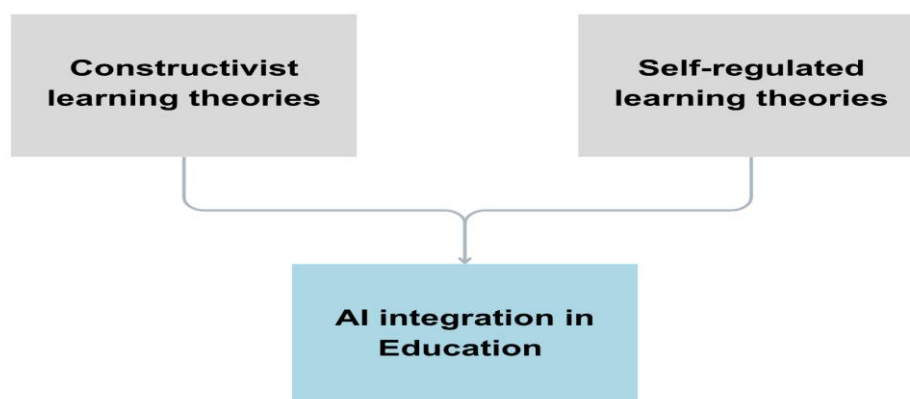 Constructivist
learning theories
Self-regulated
learning theories
AI integration in
Education